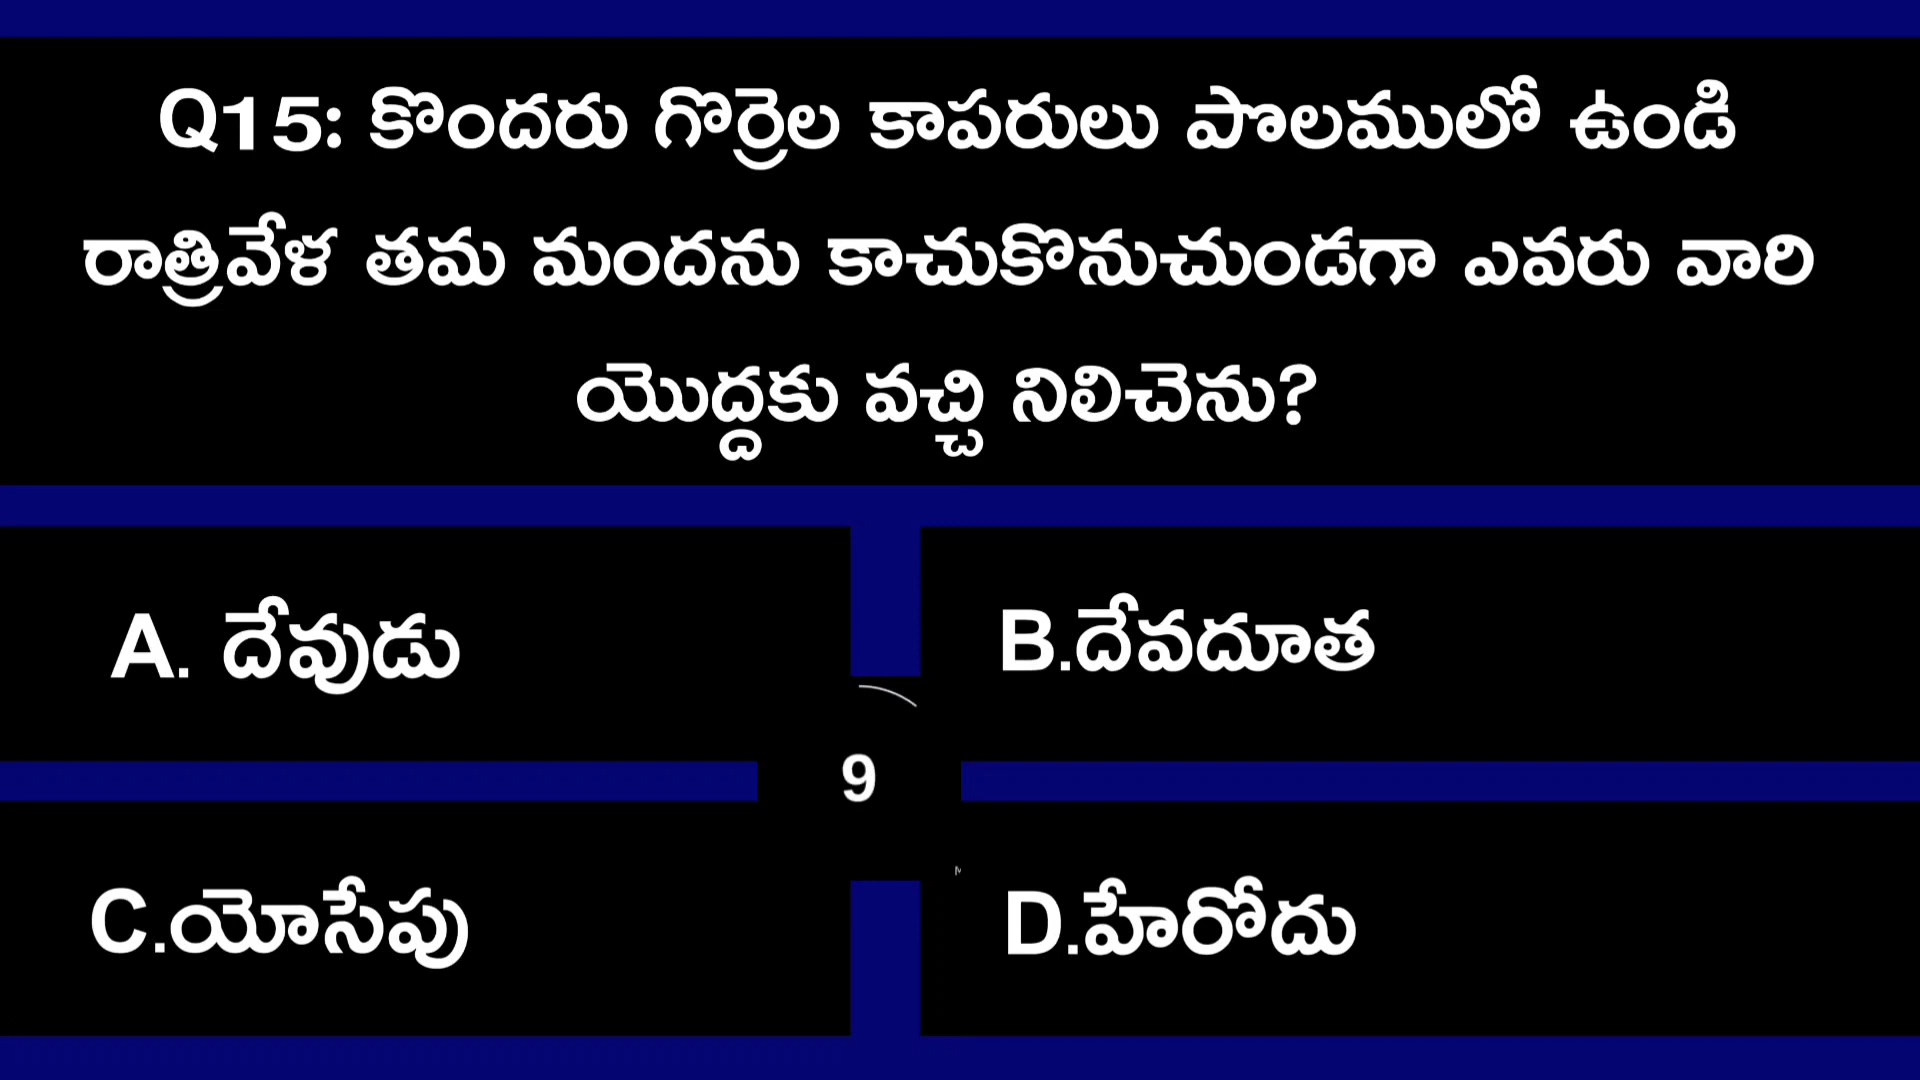 Q15: కొందరు గొర్రెల కాపరులు పొలములో ఉండి
రాత్రివేళ తమ మందను కాచుకొనుచుండగా ఎవరు వారి
యొద్దకు వచ్చి నిలిచెను?
A. దేవుడు
B.దేవదూత
9
C.యోసేపు
D.హేరోదు